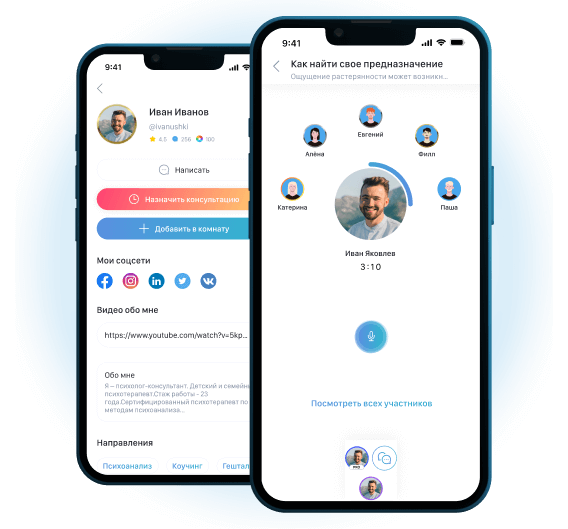 9:41
Иван Иванов
@ivanushki
4.5 256 100
Написать
Назначить консультацию
Добавить в комнату
Мои соцсети
Видео обо мне
https://www.youtube.com/watch?v=5kp...
Обо мне
Я – психолог-консультант. Детский и семейны
психотерапевт.Стаж работы - 23
года.Сертифицированный психотерапевт по
методам психоанализа...
Направления
Психоанализ Коучинг Гештал
9:41
Как найти свое предназначение
Ощущение растерянности может возникн...
Евгений
Алёна Филл
Катерина Паша
Иван Яковлев
3:10
Посмотреть всех участников
PRO